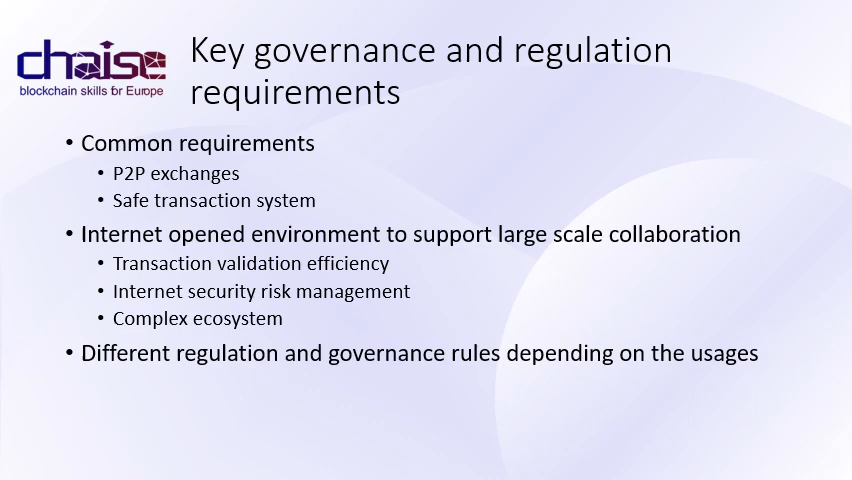 chaise
blockchain skills for Europe
Key governance and regulation
requirements
• Common requirements
• P2P exchanges
• Safe transaction system
• Internet opened environment to support large scale collaboration
• Transaction validation efficiency
• Internet security risk management
• Complex ecosystem
• Different regulation and governance rules depending on the usages